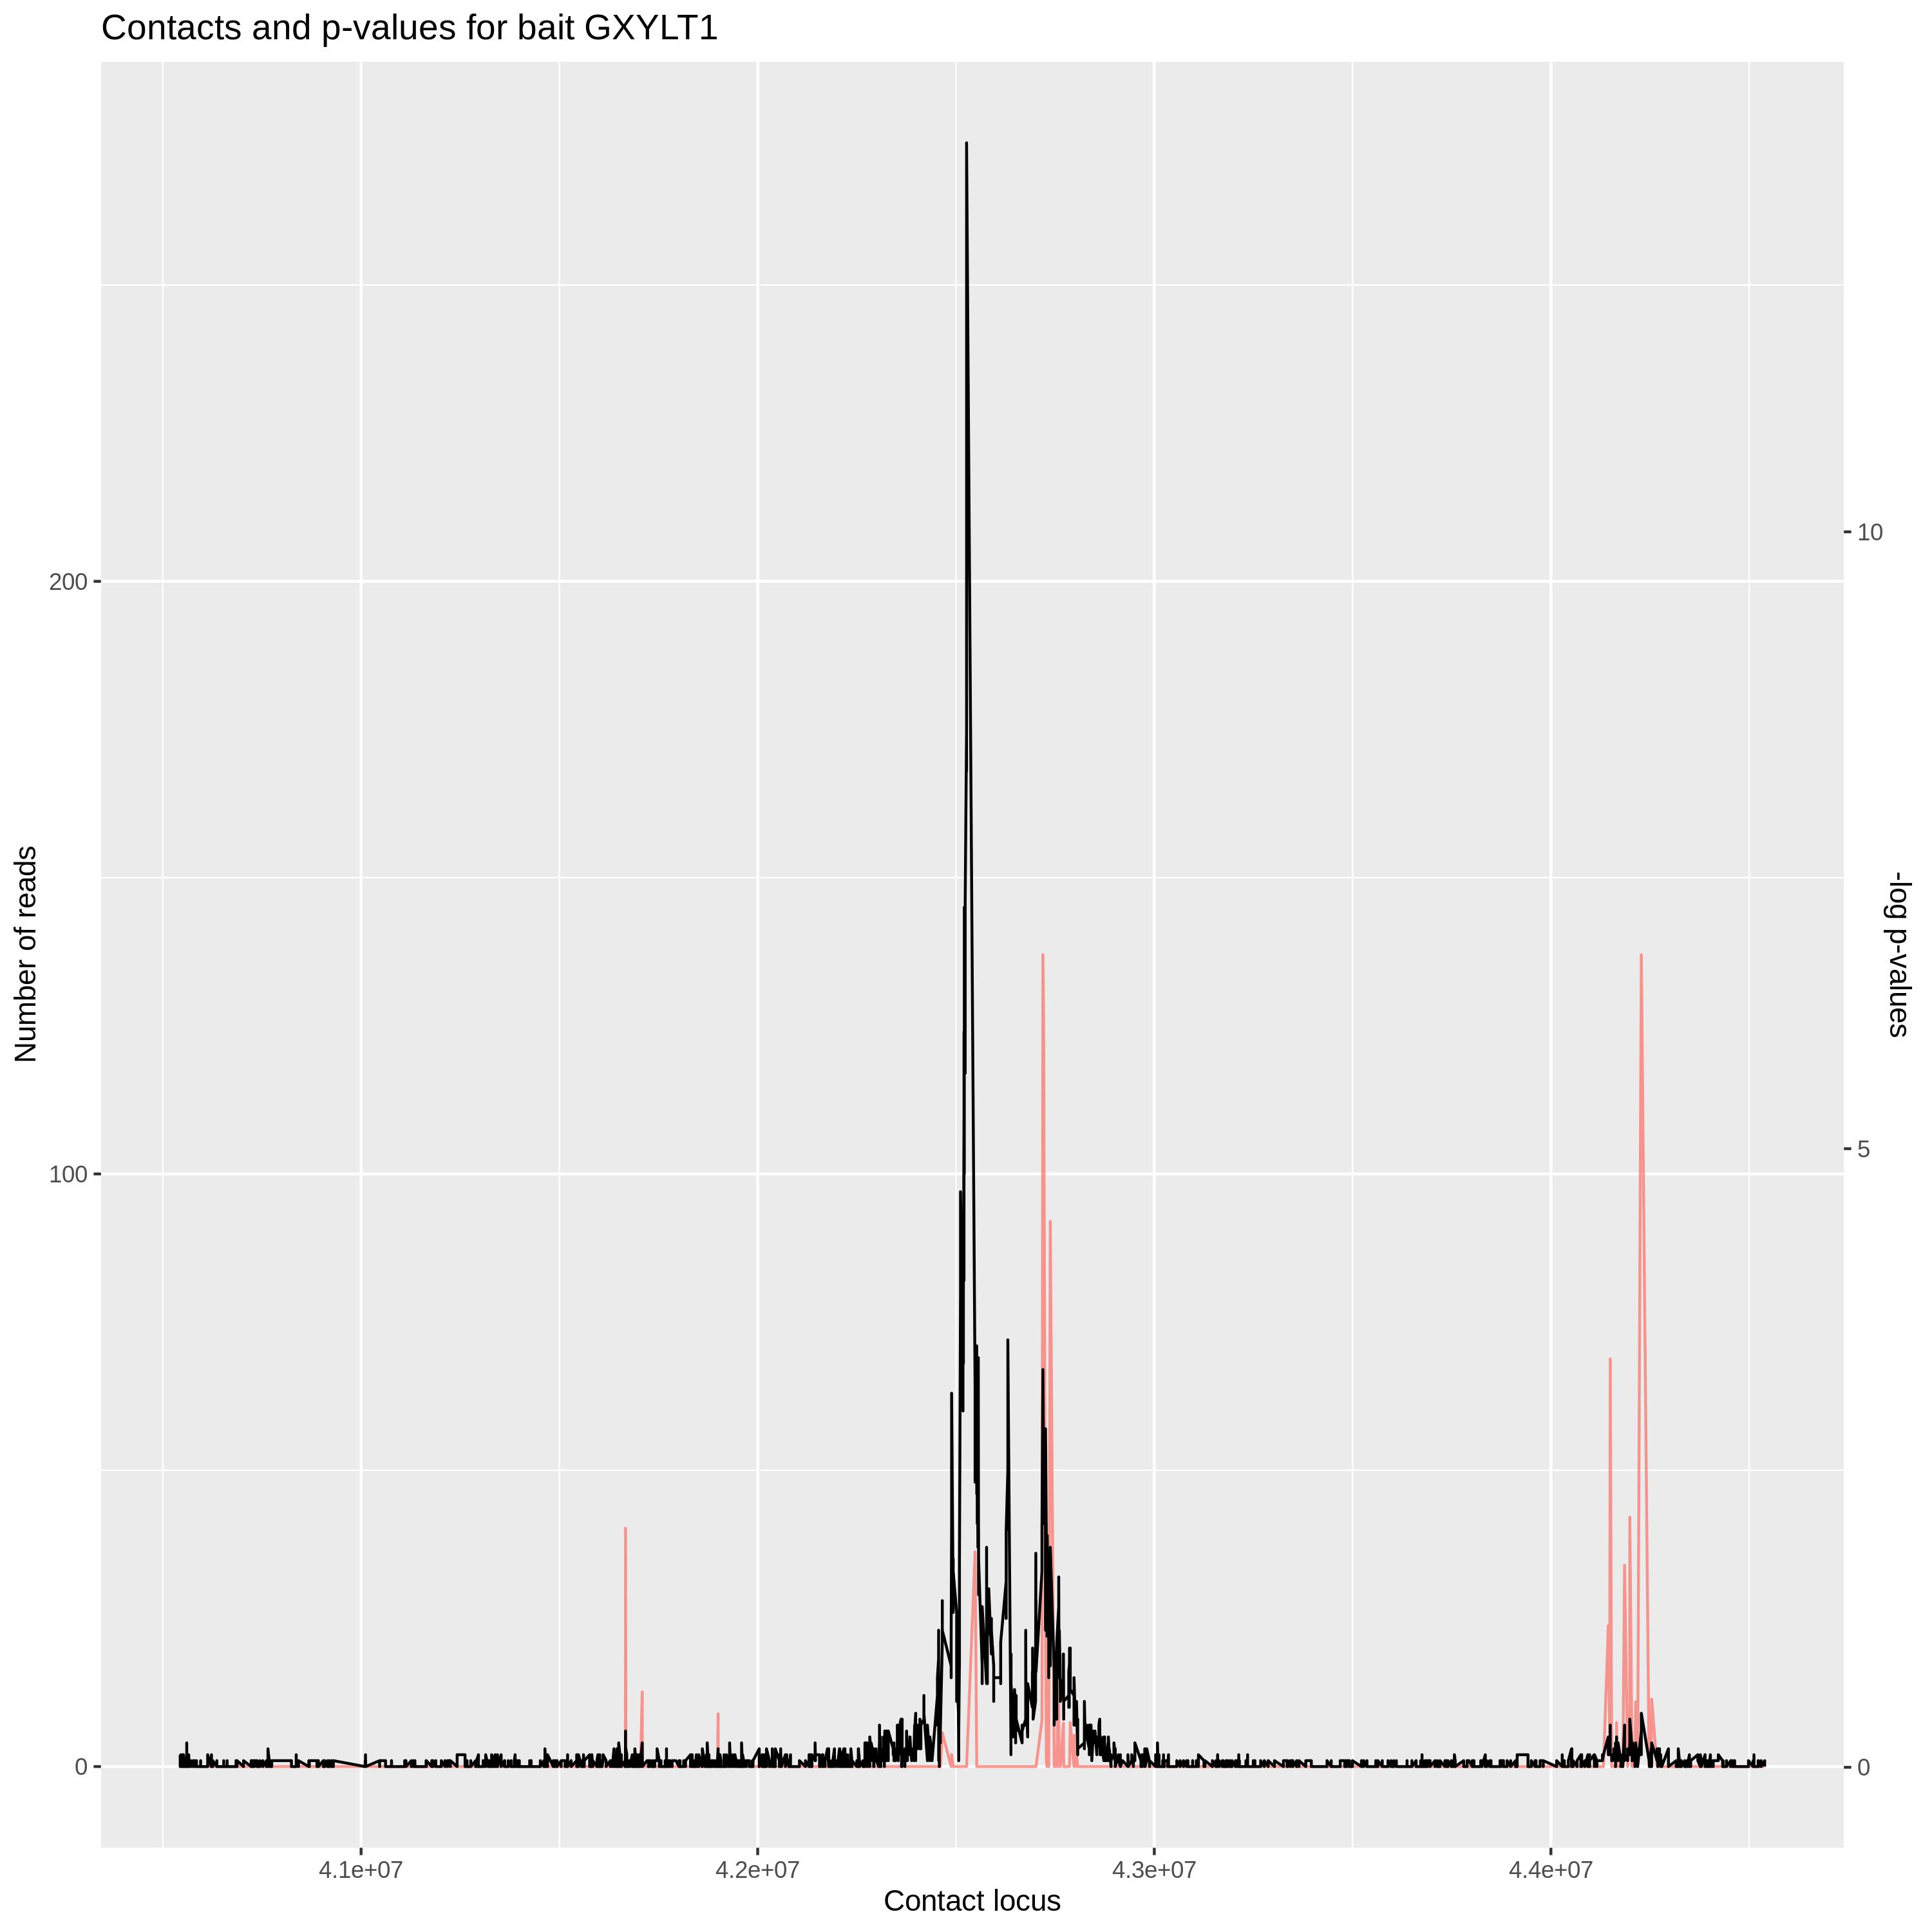 Contacts and p-values for bait GXYLT1
Number of reads
200
100
0
10
5
0
-log p-values
4.1e+07 4.2e+07 4.3e+07 4.4e+07
Contact locus